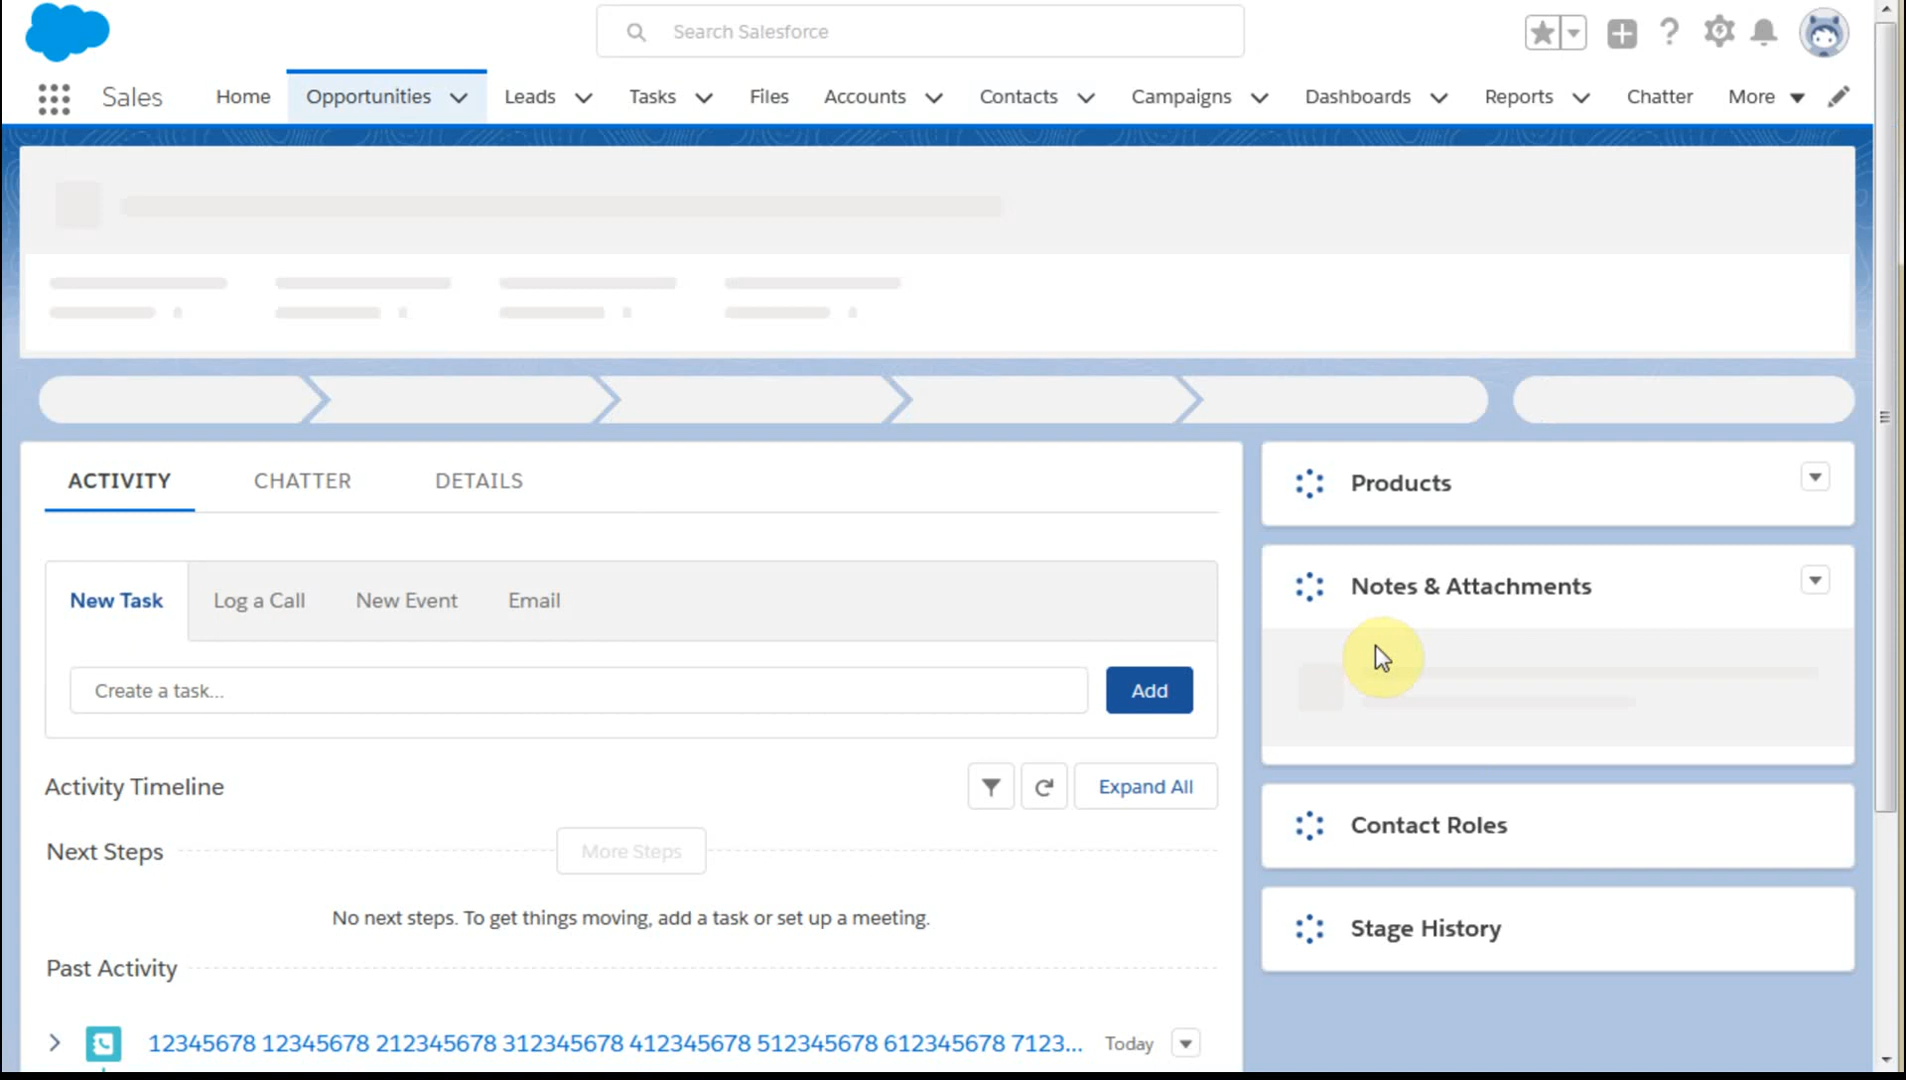 Search Salesforce
Sales Home Opportunities Leads Tasks Files Accounts Contacts Campaigns Dashboards Reports Chatter More
ACTIVITY CHATTER DETAILS
New Task Log a Call New Event Email
Create a task... Add
Activity Timeline Expand All
Next Steps More Steps
No next steps. To get things moving, add a task or set up a meeting.
Past Activity
12345678 12345678 212345678 312345678 412345678 512345678 612345678 7123... Today
Products
Notes & Attachments
Contact Roles
Stage History